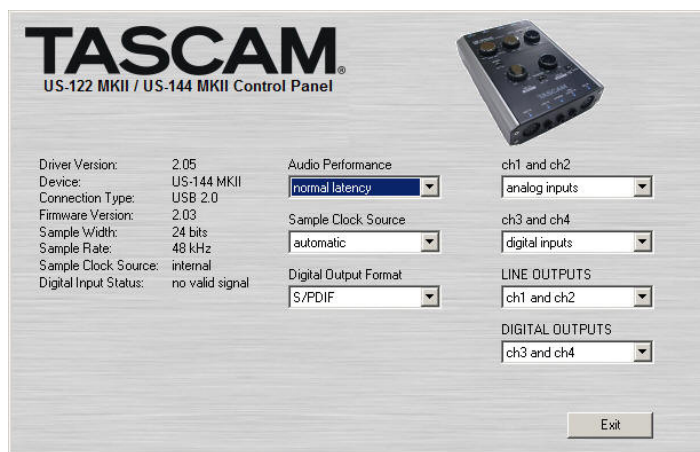 TASCAM®
US-122 MKII / US-144 MKII Control Panel
Driver Version: 2.05
Device: US-144 MKII
Connection Type: USB 2.0
Firmware Version: 2.03
Sample Width: 24 bits
Sample Rate: 48 kHz
Sample Clock Source: internal
Digital Input Status: no valid signal
Audio Performance
normal latency
Sample Clock Source
automatic
Digital Output Format
S/PDIF
ch1 and ch2
analog inputs
ch3 and ch4
digital inputs
LINE OUTPUTS
ch1 and ch2
DIGITAL OUTPUTS
ch3 and ch4
Exit
TASCAM